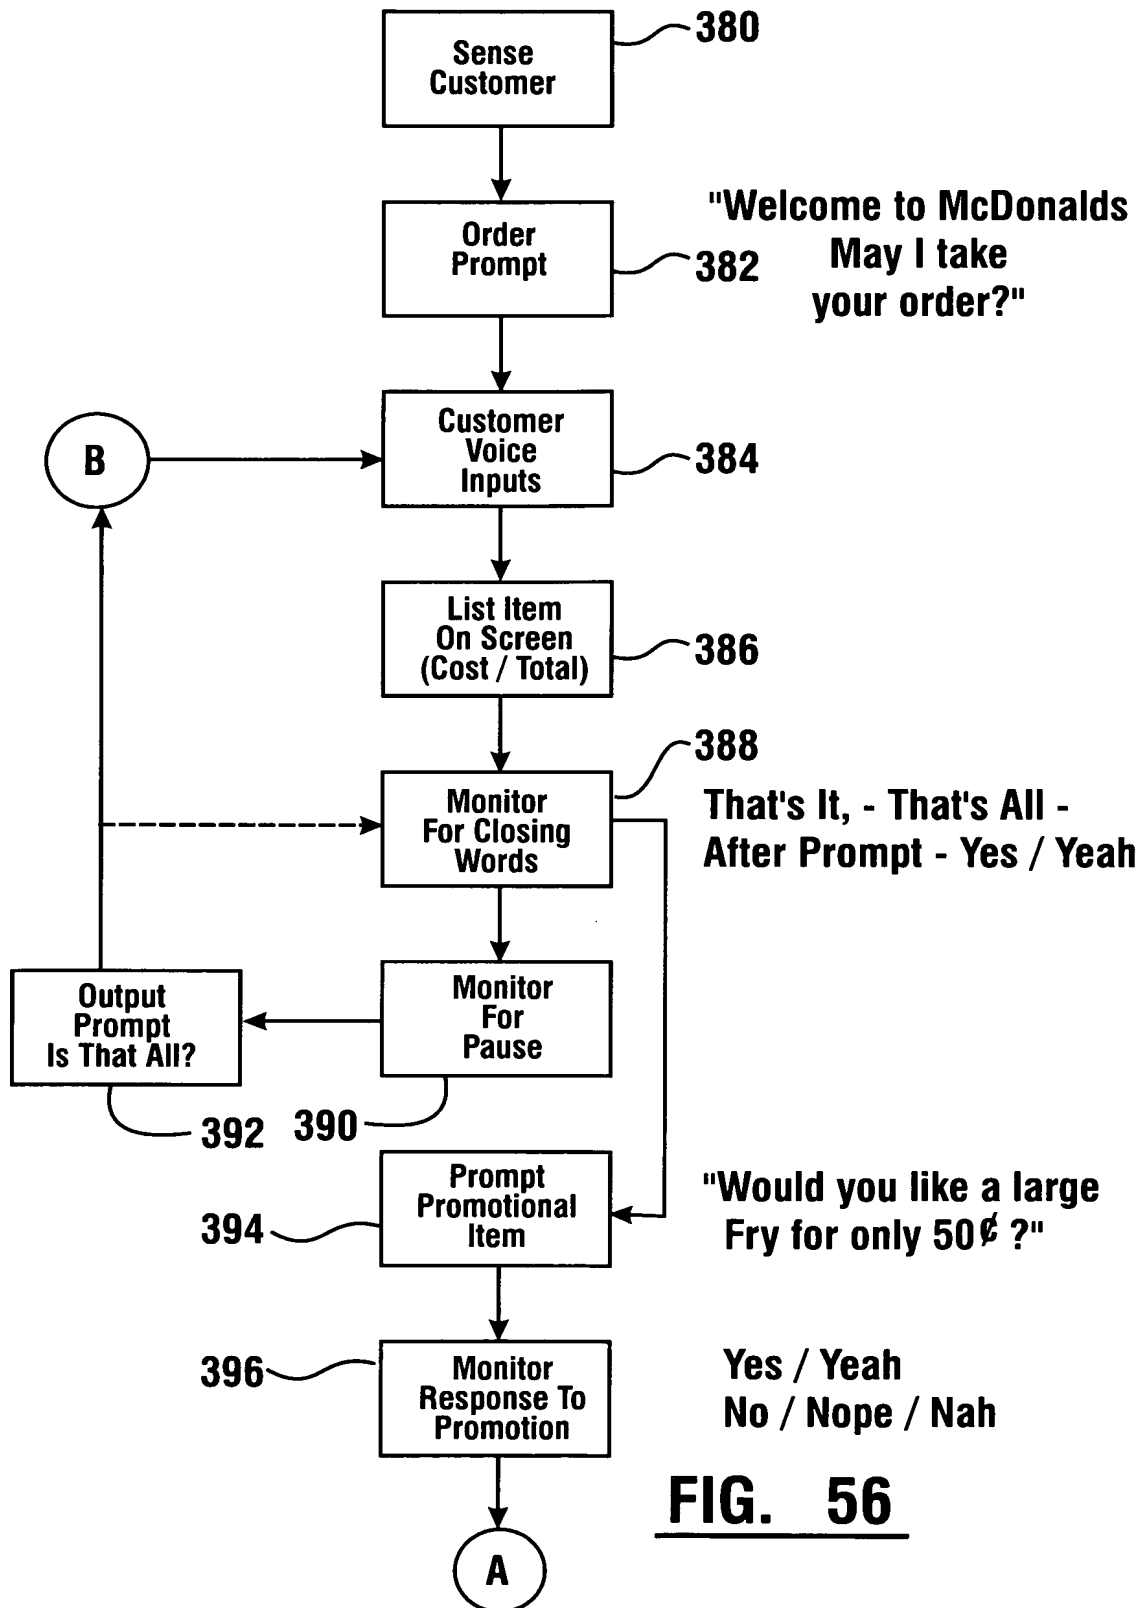 380
Sense
Customer
"Welcome to McDonalds
May I take
your order?"
Order
Prompt
382
Customer
Voice
Inputs
B
384
List Item
On Screen
(Cost / Total)
386
388
Monitor
For Closing
Words
That's It, - That's All -
After Prompt - Yes / Yeah
Monitor
For
Pause
Output
Prompt
Is That All?
392
390
Prompt
Promotional
Item
394
"Would you like a large
Fry for only 50¢ ?"
396
Monitor
Response To
Promotion
Yes / Yeah
No / Nope / Nah
FIG. 56
A